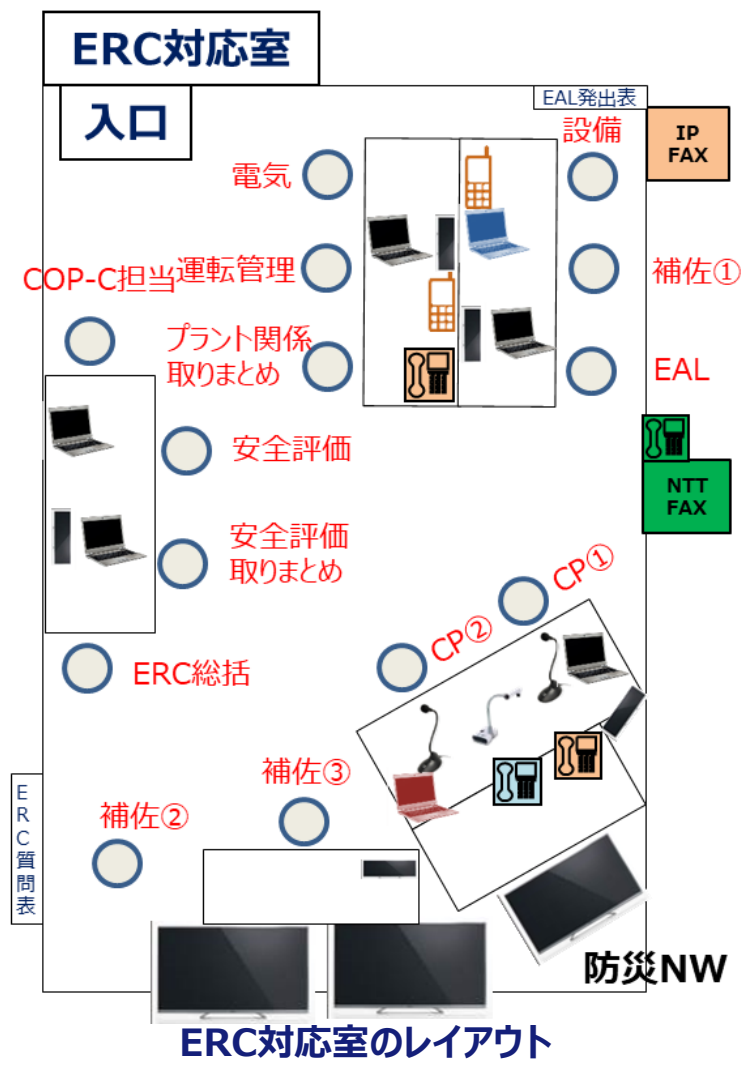 ERC対応室
入口
EAL発出表
設備
IP
FAX
電気
COP-C担当
運転管理
補佐①
プラント関係
取りまとめ
EAL
安全評価
NTT
FAX
安全評価
取りまとめ
CP①
CP②
ERC総括
補佐③
ERC質問表
補佐②
防災NW
ERC対応室のレイアウト